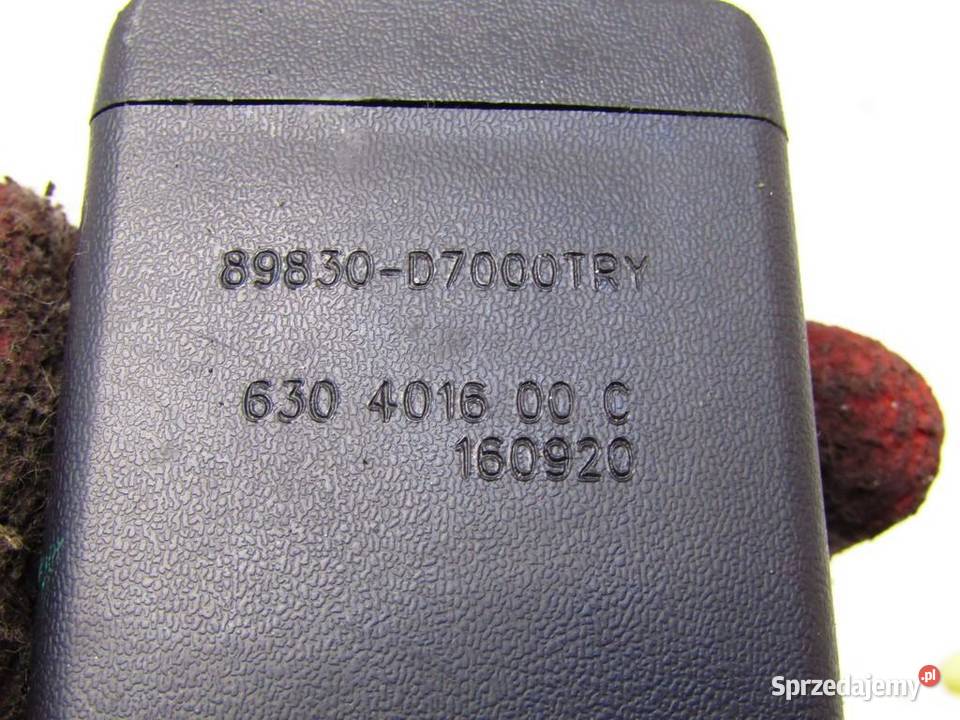 89830-D7000TRY
630 4016 00 C
160920
Sprzedajemy.pl